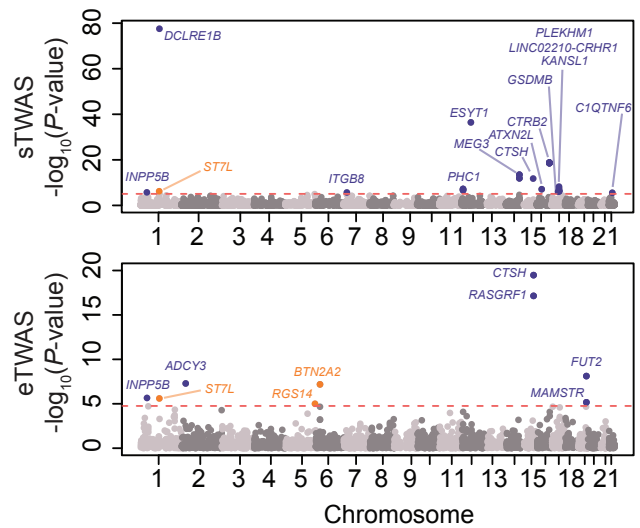 80
60
40
20
0
sTWAS
-log10(P-value)
DCLRE1B
INPP5B
ST7L
ITGB8
PHC1
ESYT1
MEG3
CTSH
ATXN2L
CTRB2
GSDMB
PLEKHM1
LINC02210-CRHR1
KANSL1
C1QTNF6
1 2 3 4 5 6 7 8 9 11 13 15 18 21
20
15
10
5
0
eTWAS
-log10(P-value)
INPP5B
ADCY3
ST7L
RGS14
BTN2A2
CTSH
RASGRF1
FUT2
MAMSTR
1 2 3 4 5 6 7 8 9 11 13 15 18 21
Chromosome